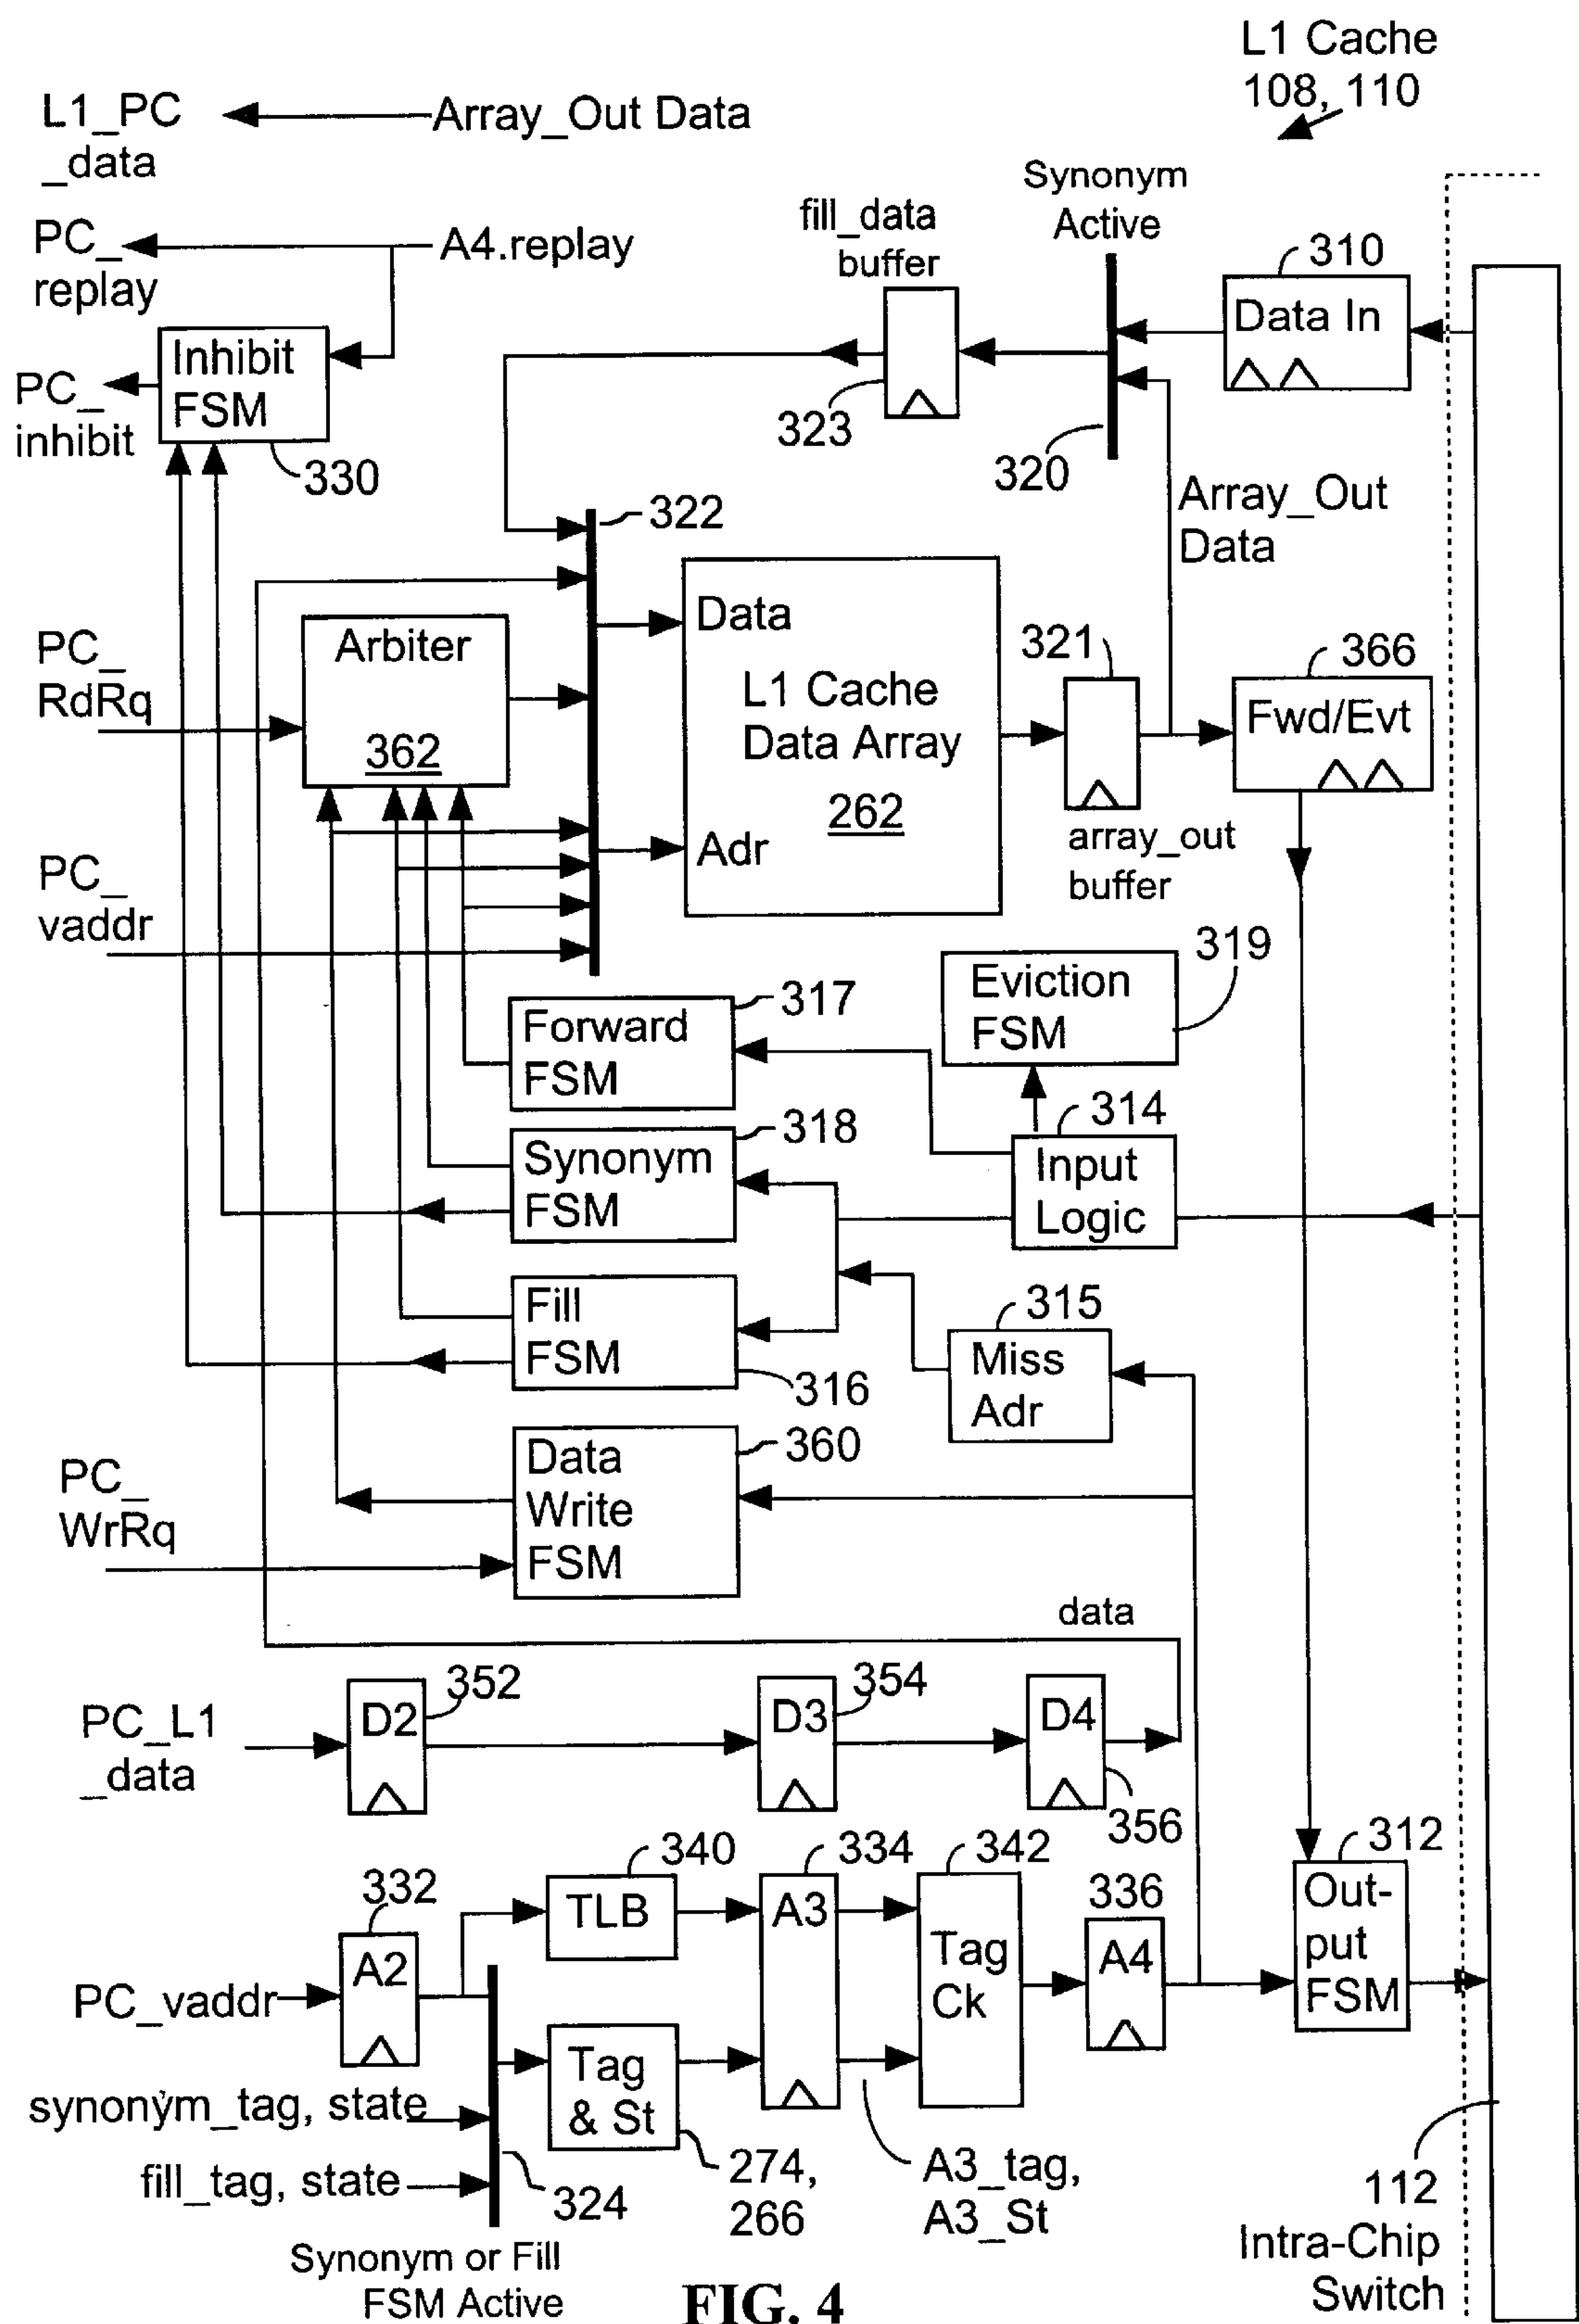 L1 Cache
108, 110
L1_PC
_data
Array_Out Data
PC_
replay
A4.replay
PC_
inhibit
Inhibit
FSM
330
fill_data
buffer
323
Synonym
Active
320
310
Data In
Array_Out
Data
322
PC_
RdRq
Arbiter
362
Data
L1 Cache
Data Array
262
Adr
321
array_out
buffer
366
Fwd/Evt
PC_
vaddr
317
Forward
FSM
319
Eviction
FSM
318
Synonym
FSM
314
Input
Logic
Fill
FSM
316
315
Miss
Adr
360
Data
Write
FSM
PC_
WrRq
data
PC_L1
_data
352
D2
354
D3
D4
356
332
A2
340
TLB
334
A3
342
Tag
Ck
336
A4
312
Out-
put
FSM
PC_vaddr
Tag
& St
274,
266
synonym_tag, state
fill_tag, state
324
Synonym or Fill
FSM Active
A3_tag,
A3_St
112
Intra-Chip
Switch
FIG. 4